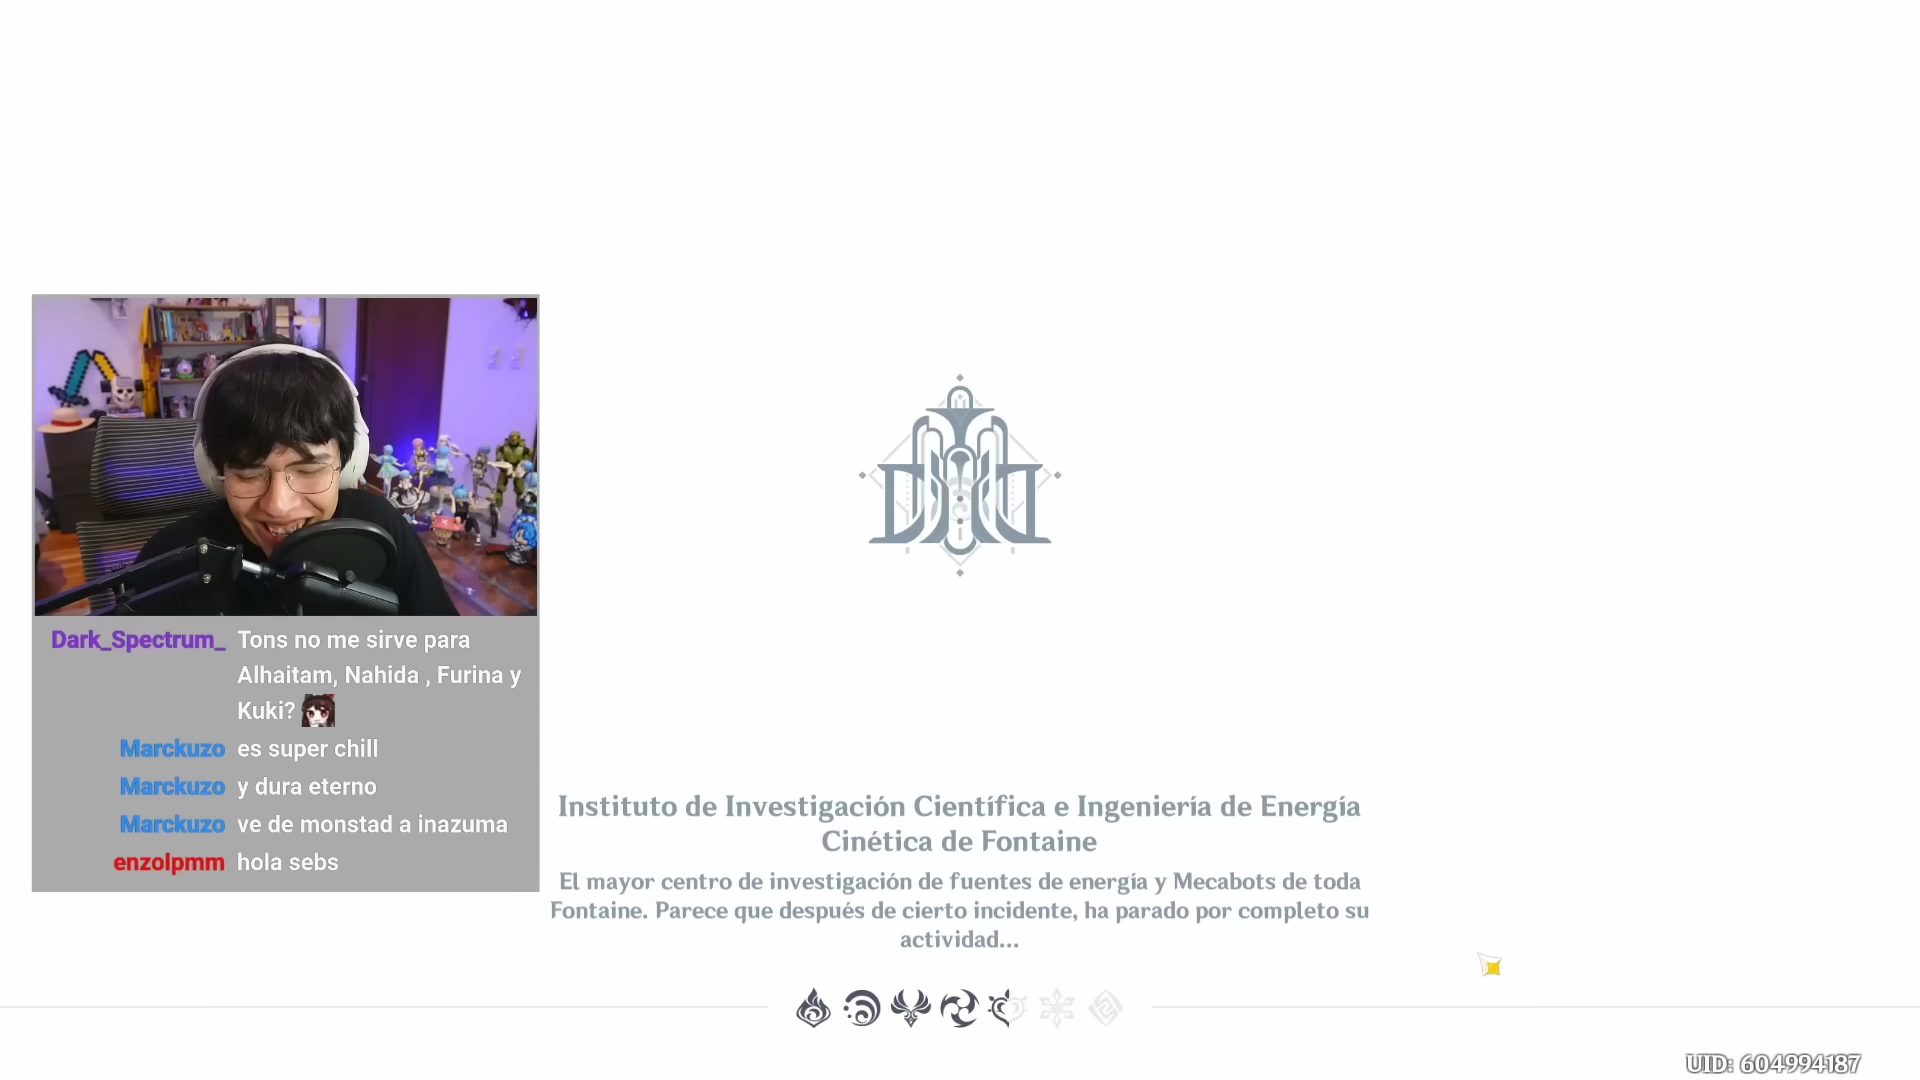 Dark_Spectrum_ Tons no me sirve para
Alhaitam, Nahida , Furina y
Kuki?
Marckuzo es super chill
Marckuzo y dura eterno
Marckuzo ve de monstad a inazuma
enzolpmm hola sebs
Instituto de Investigación Científica e Ingeniería de Energía
Cinética de Fontaine
El mayor centro de investigación de fuentes de energía y Mecabots de toda
Fontaine. Parece que después de cierto incidente, ha parado por completo su
actividad...
UID: 604994187